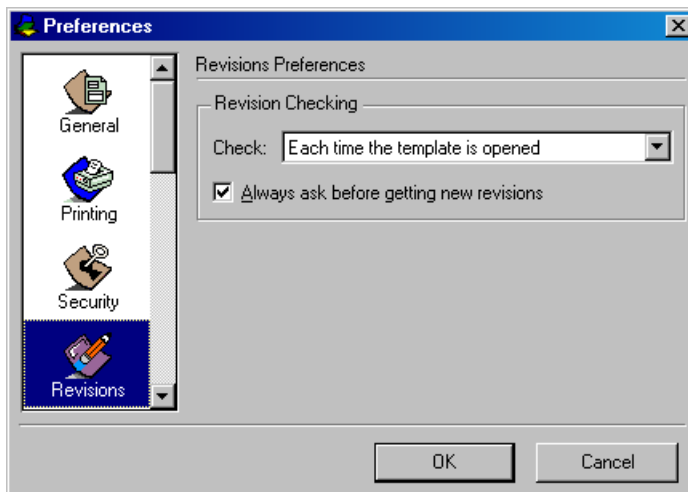 Preferences
General
Printing
Security
Revisions
Revisions Preferences
Revision Checking
Check: Each time the template is opened
Always ask before getting new revisions
OK Cancel